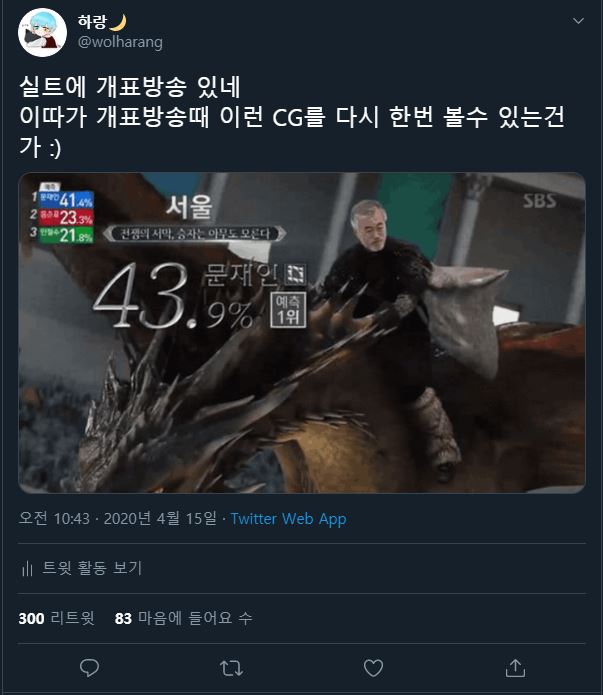 하랑🌙
@wolharang
실트에 개표방송 있네
이따가 개표방송때 이런 CG를 다시 한번 볼수 있는건
가 :)
예측
1 문재인 41.4%
2 홍준표 23.3%
3 안철수 21.8%
서울
전쟁의 서막, 승자는 아무도 모른다
SBS
43.9%
문재인
예측
1위
오전 10:43 · 2020년 4월 15일 · Twitter Web App
트윗 활동 보기
300 리트윗 83 마음에 들어요 수